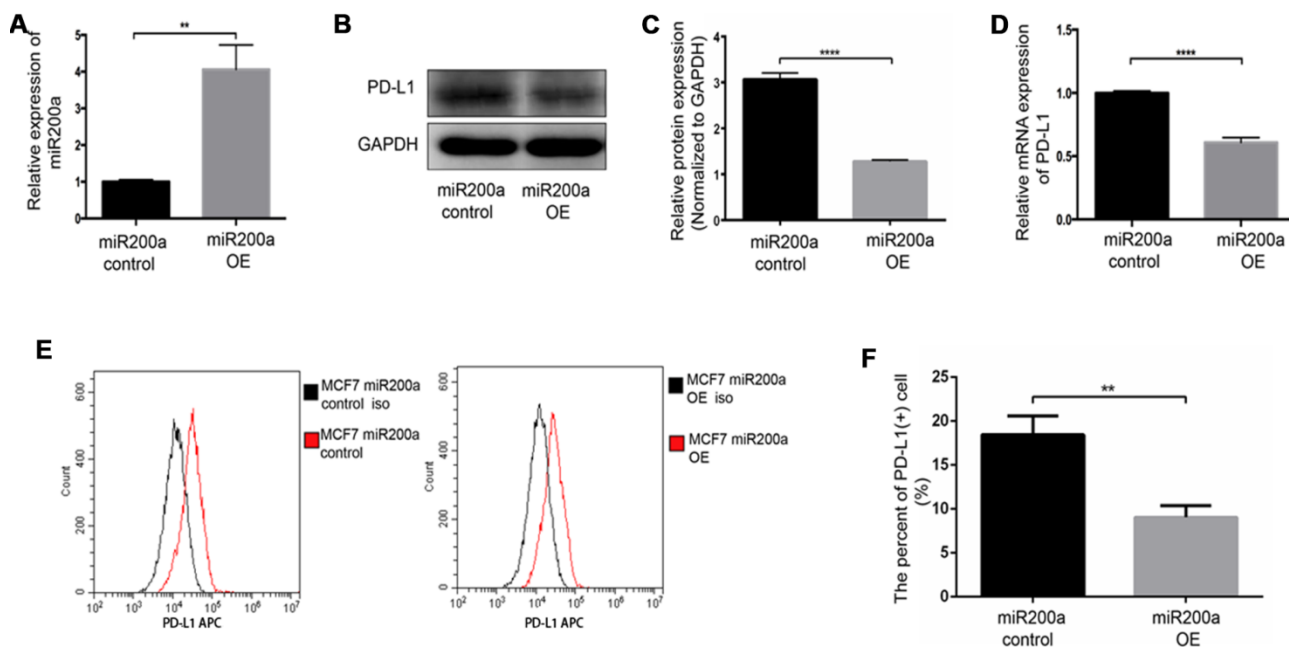 A
Relative expression of
miR200a
5
4
3
2
1
0
**
miR200a
control
miR200a
OE
B
PD-L1
GAPDH
miR200a
control
miR200a
OE
C
Relative protein expression
(Normalized to GAPDH)
4
3
2
1
0
****
miR200a
control
miR200a
OE
D
Relative mRNA expression
of PD-L1
1.5
1.0
0.5
0.0
****
miR200a
control
miR200a
OE
E
Count
600
400
200
0
10² 10³ 10⁴ 10⁵ 10⁶ 10⁷
PD-L1 APC
MCF7 miR200a
control iso
MCF7 miR200a
control
Count
600
400
200
0
10² 10³ 10⁴ 10⁵ 10⁶ 10⁷
PD-L1 APC
MCF7 miR200a
OE iso
MCF7 miR200a
OE
F
The percent of PD-L1(+) cell
(%)
25
20
15
10
5
0
**
miR200a
control
miR200a
OE